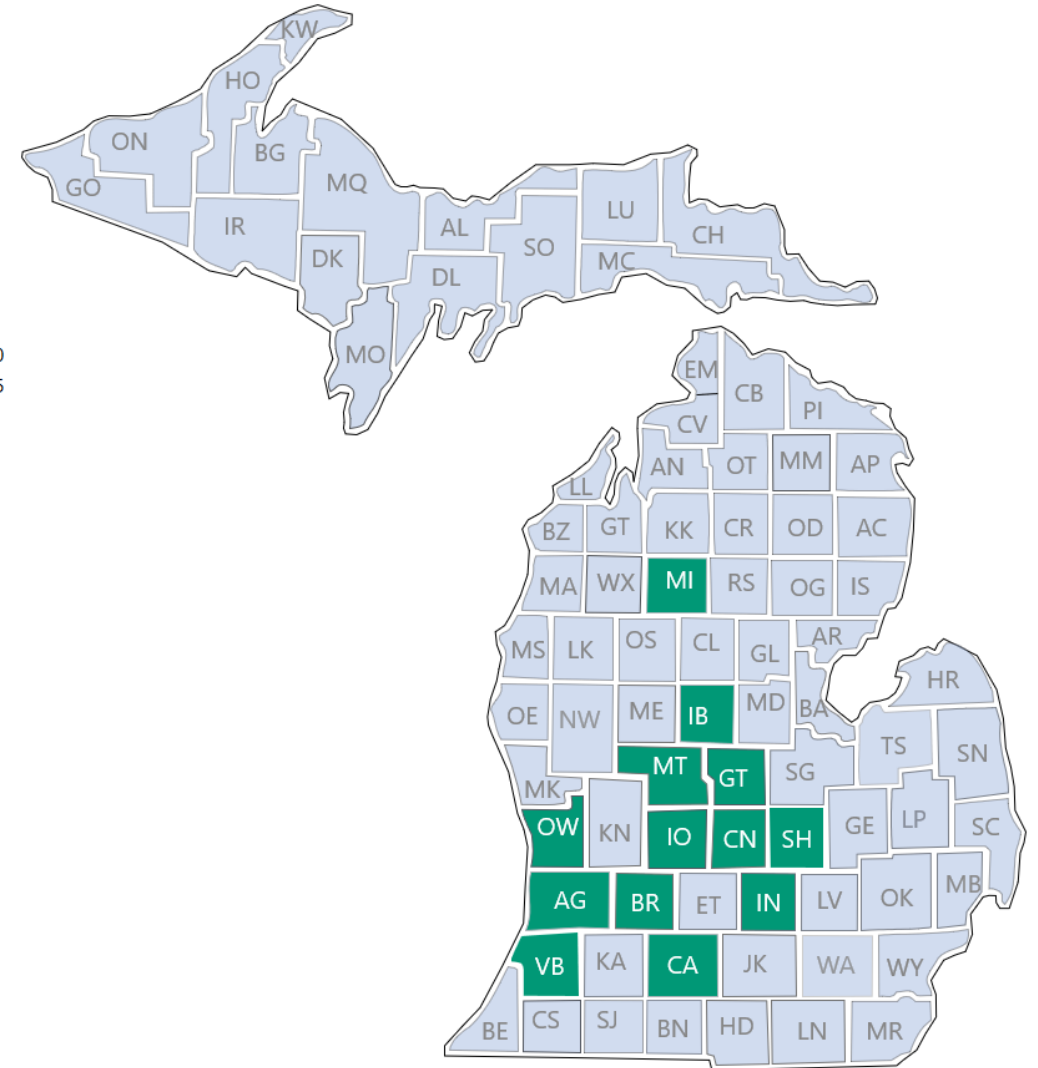 KW
HO
ON
BG
GO
MQ
IR
AL
LU
SO
CH
DK
DL
MC
MO
0
5
EM
CB
CV
PI
AN
OT
MM
AP
LL
BZ
GT
KK
CR
OD
AC
MA
WX
MI
RS
OG
IS
MS
LK
OS
CL
GL
AR
HR
OE
NW
ME
IB
MD
BA
TS
SN
MK
MT
GT
SG
OW
KN
IO
CN
SH
GE
LP
SC
AG
BR
ET
IN
LV
OK
MB
VB
KA
CA
JK
WA
WY
BE
CS
SJ
BN
HD
LN
MR